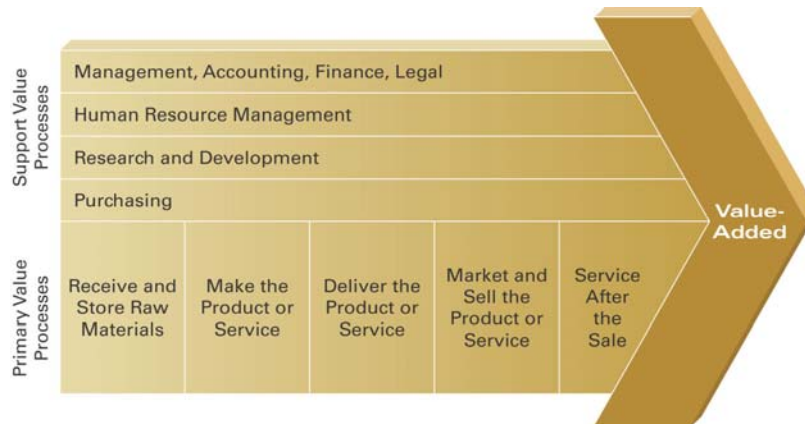 Support Value
Processes
Management, Accounting, Finance, Legal
Human Resource Management
Research and Development
Purchasing
Primary Value
Processes
Receive and
Store Raw
Materials
Make the
Product or
Service
Deliver the
Product or
Service
Market and
Sell the
Product or
Service
Service
After
the
Sale
Value-
Added